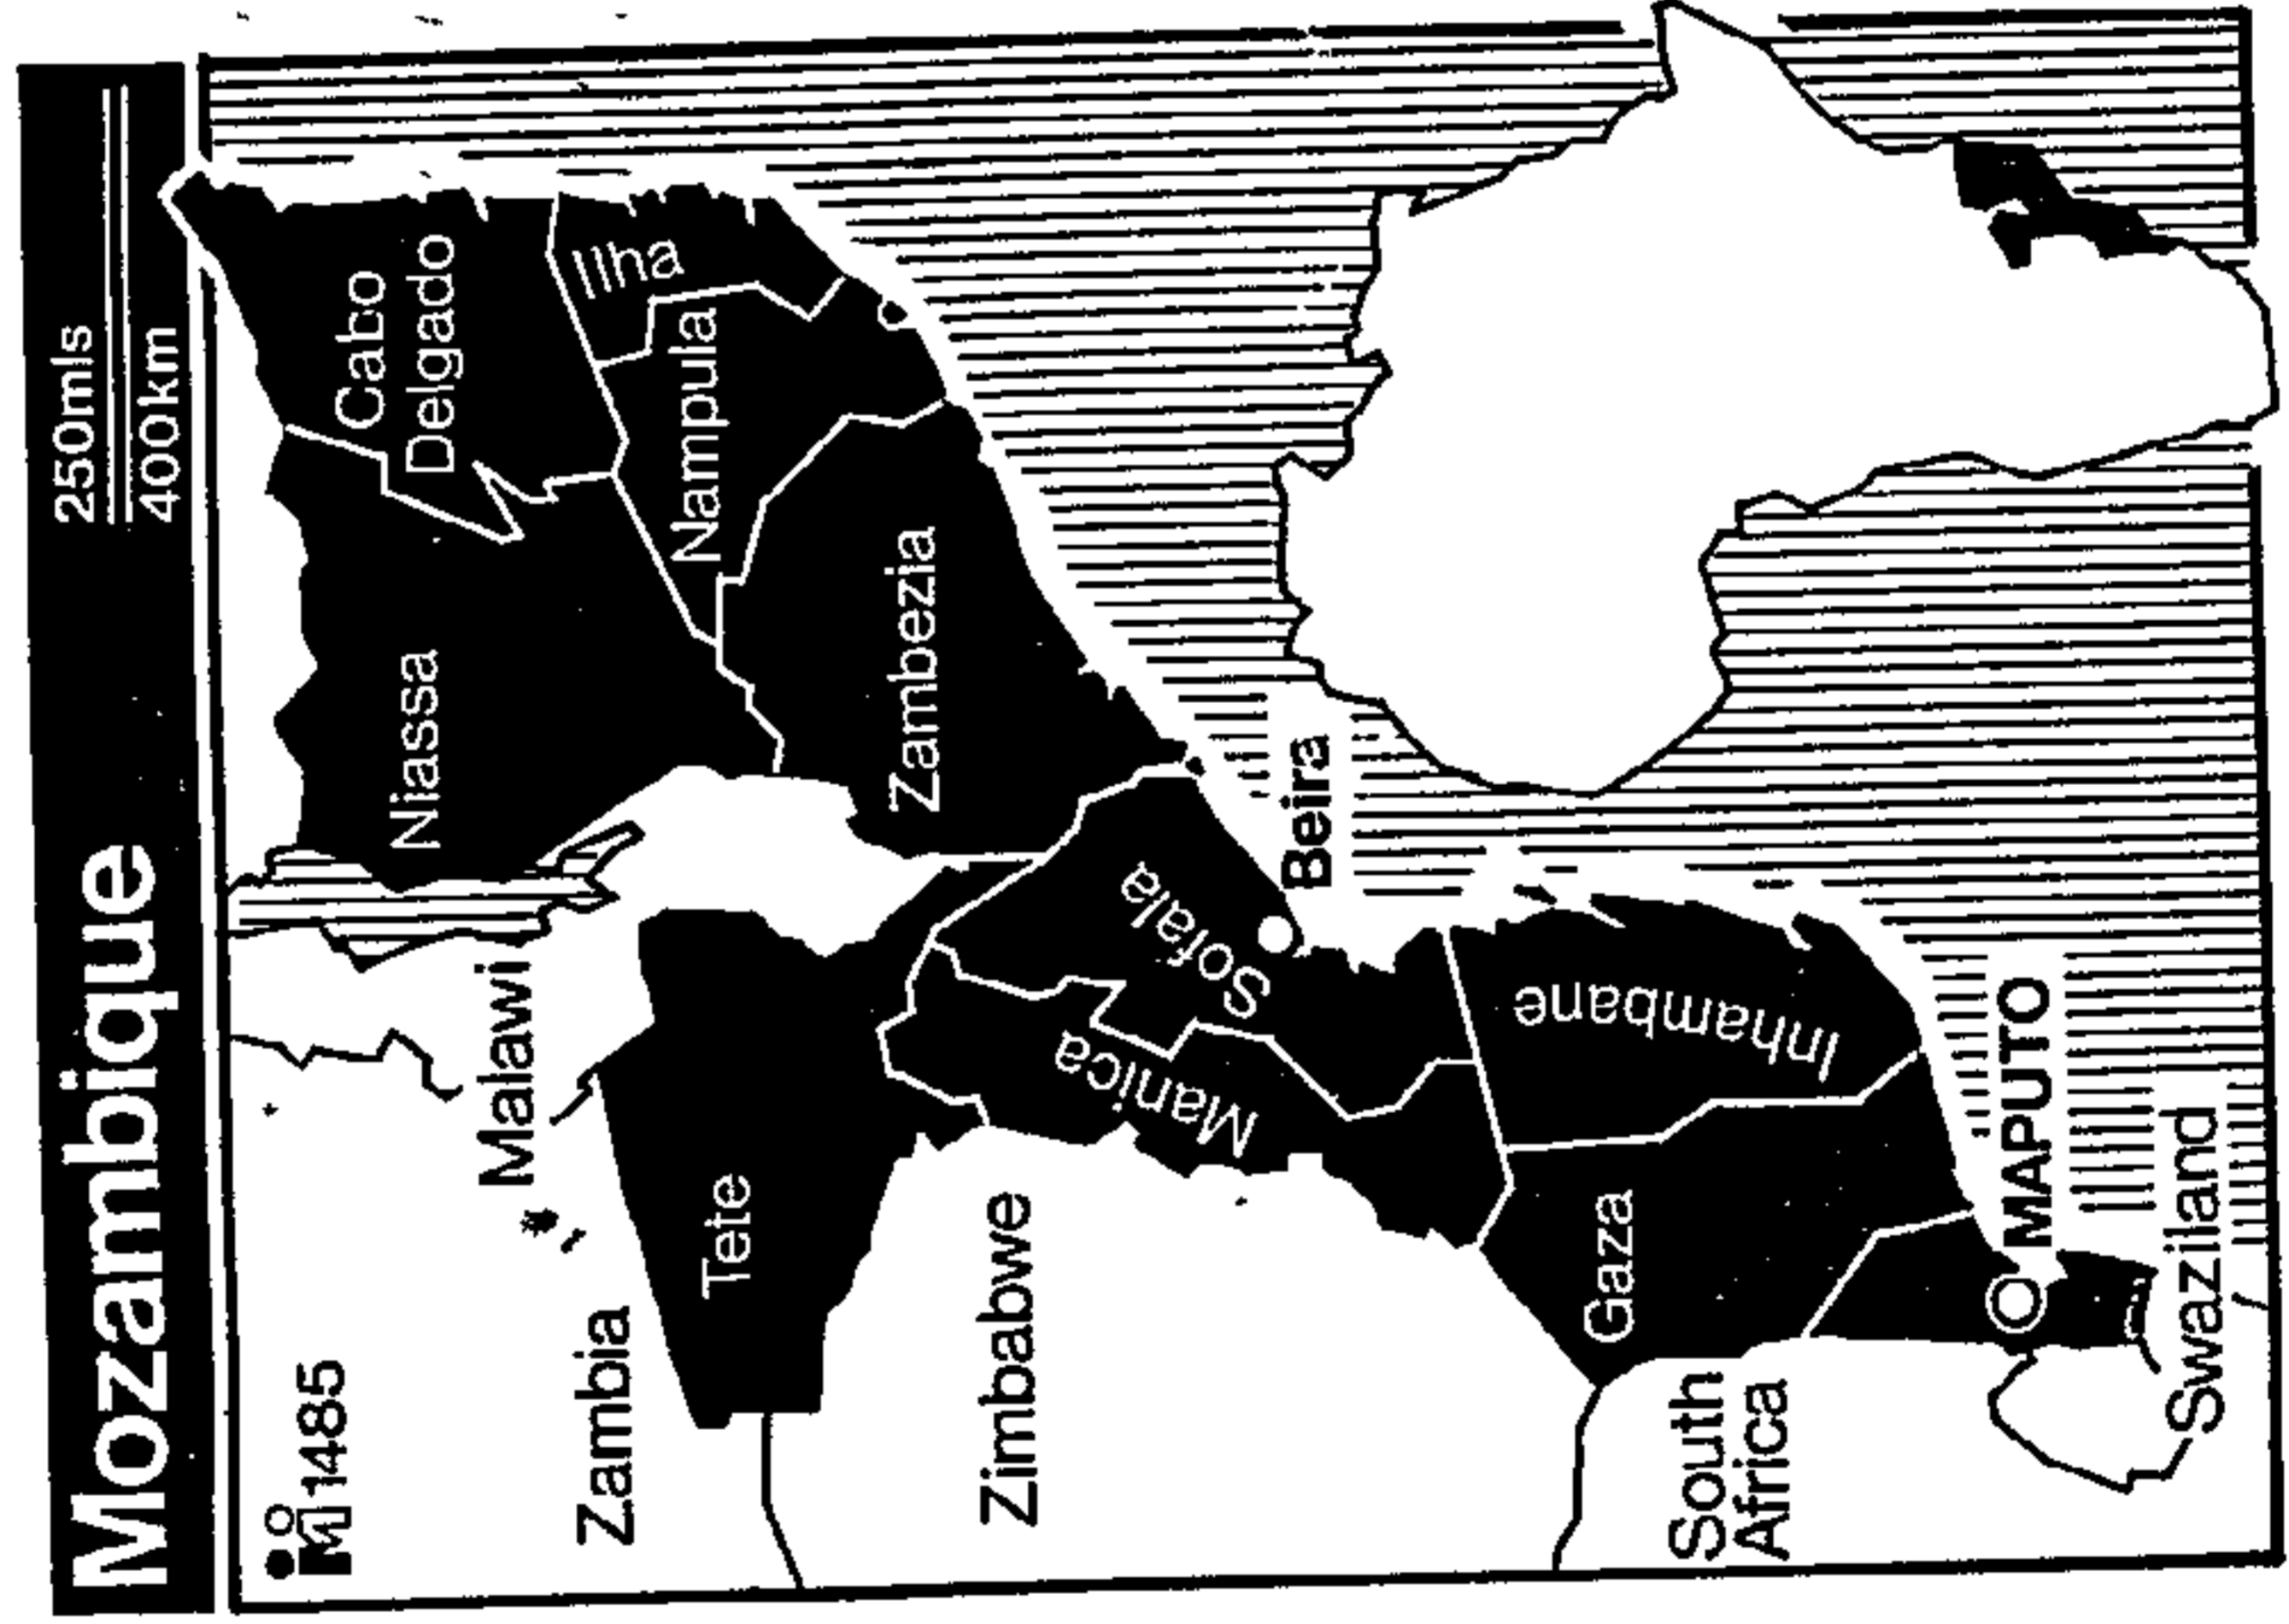 Mozambique
250mls
400km
M1485
Cabo
Delgado
Niassa
Ilha
Nampula
Malawi
Zambia
Tete
Zambezia
Zimbabwe
Sofala
Manica
Beira
Inhambane
Gaza
South
Africa
MAPUTO
Swaziland